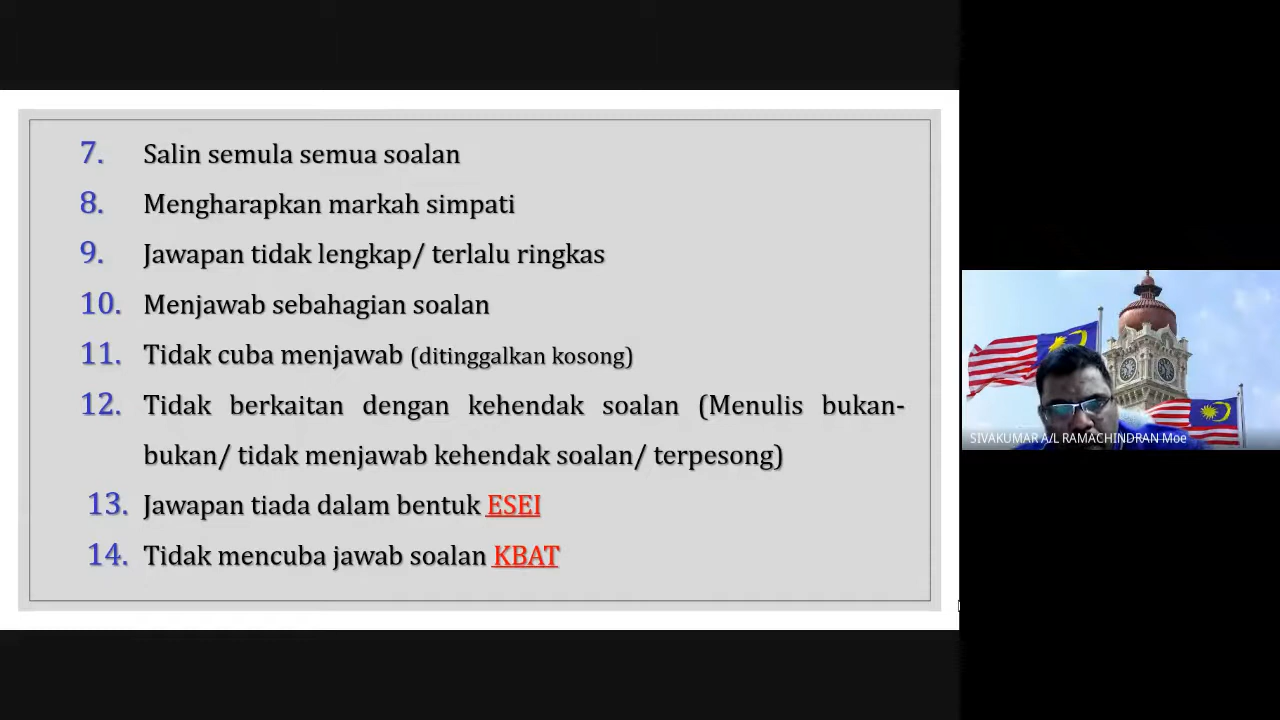 7. Salin semula semua soalan
8. Mengharapkan markah simpati
9. Jawapan tidak lengkap/ terlalu ringkas
10. Menjawab sebahagian soalan
11. Tidak cuba menjawab (ditinggalkan kosong)
12. Tidak berkaitan dengan kehendak soalan (Menulis bukan-
bukan/ tidak menjawab kehendak soalan/ terpesong)
13. Jawapan tiada dalam bentuk ESEI
14. Tidak mencuba jawab soalan KBAT
SIVAKUMAR A/L RAMACHINDRAN Moe